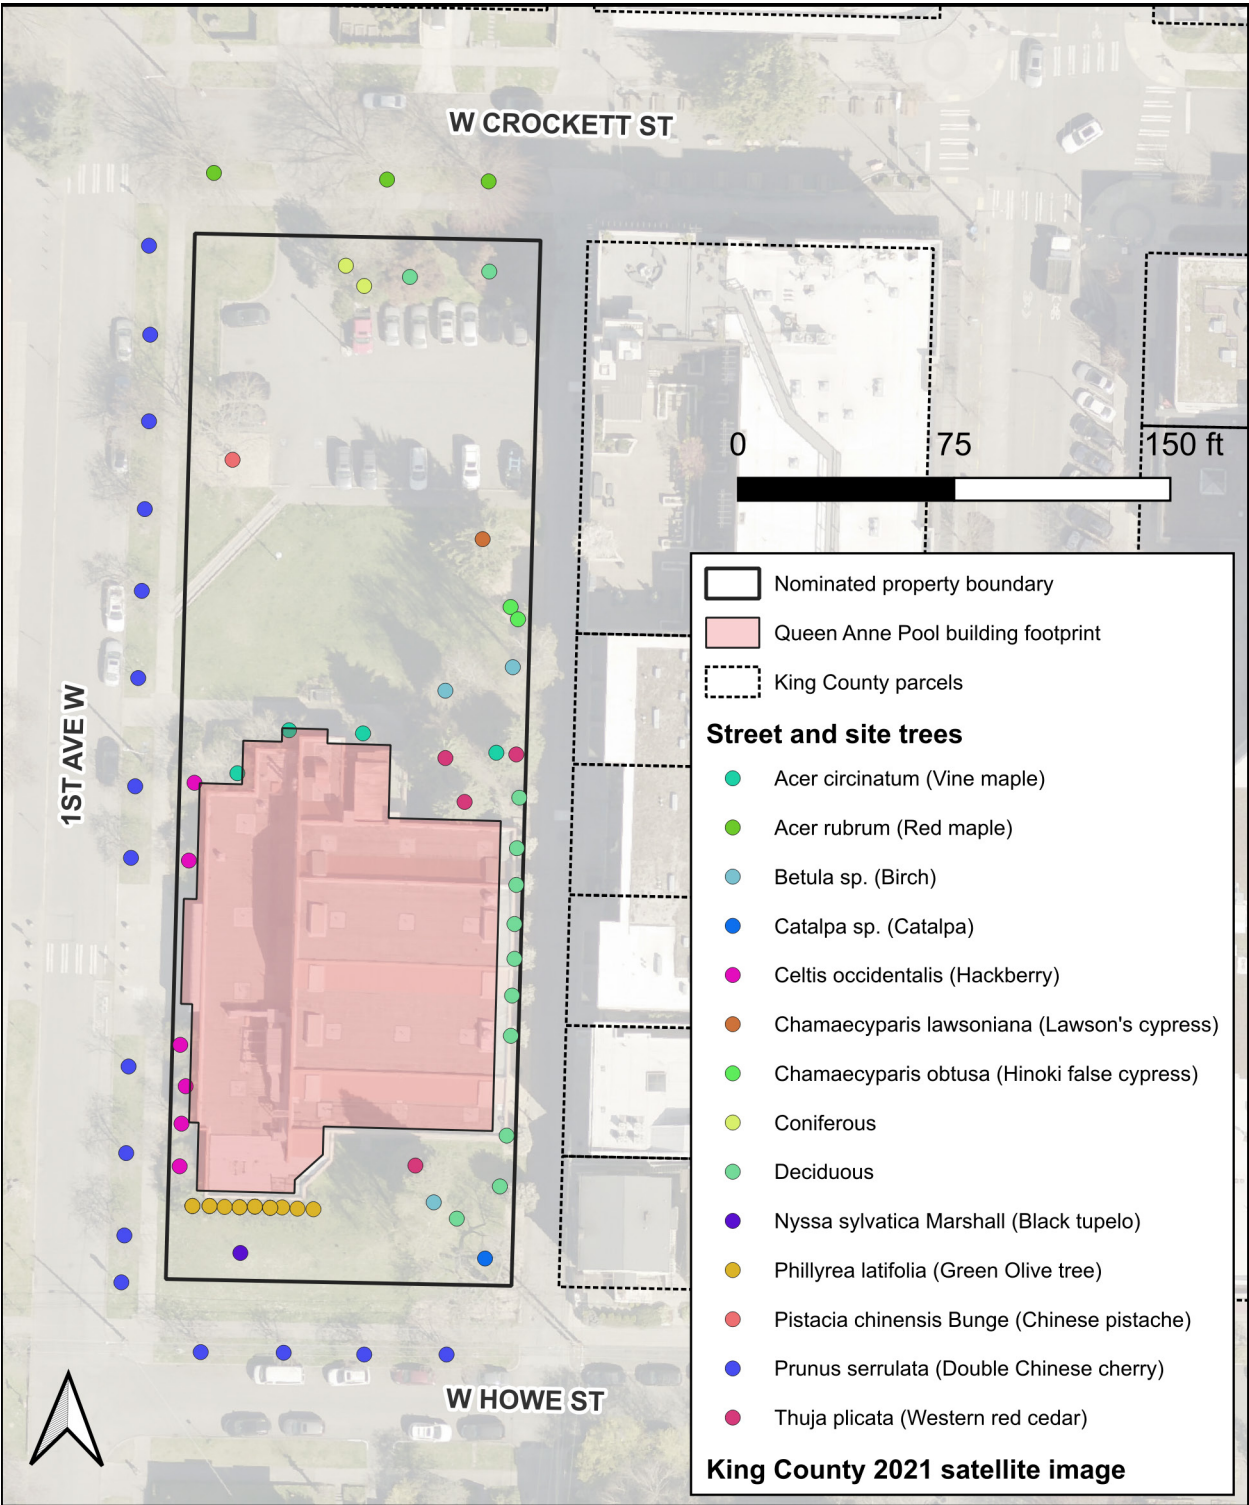 W CROCKETT ST
0 75 150 ft
1ST AVE W
Nominated property boundary
Queen Anne Pool building footprint
King County parcels
Street and site trees
Acer circinatum (Vine maple)
Acer rubrum (Red maple)
Betula sp. (Birch)
Catalpa sp. (Catalpa)
Celtis occidentalis (Hackberry)
Chamaecyparis lawsoniana (Lawson's cypress)
Chamaecyparis obtusa (Hinoki false cypress)
Coniferous
Deciduous
Nyssa sylvatica Marshall (Black tupelo)
Phillyrea latifolia (Green Olive tree)
Pistacia chinensis Bunge (Chinese pistache)
Prunus serrulata (Double Chinese cherry)
Thuja plicata (Western red cedar)
King County 2021 satellite image
W HOWE ST